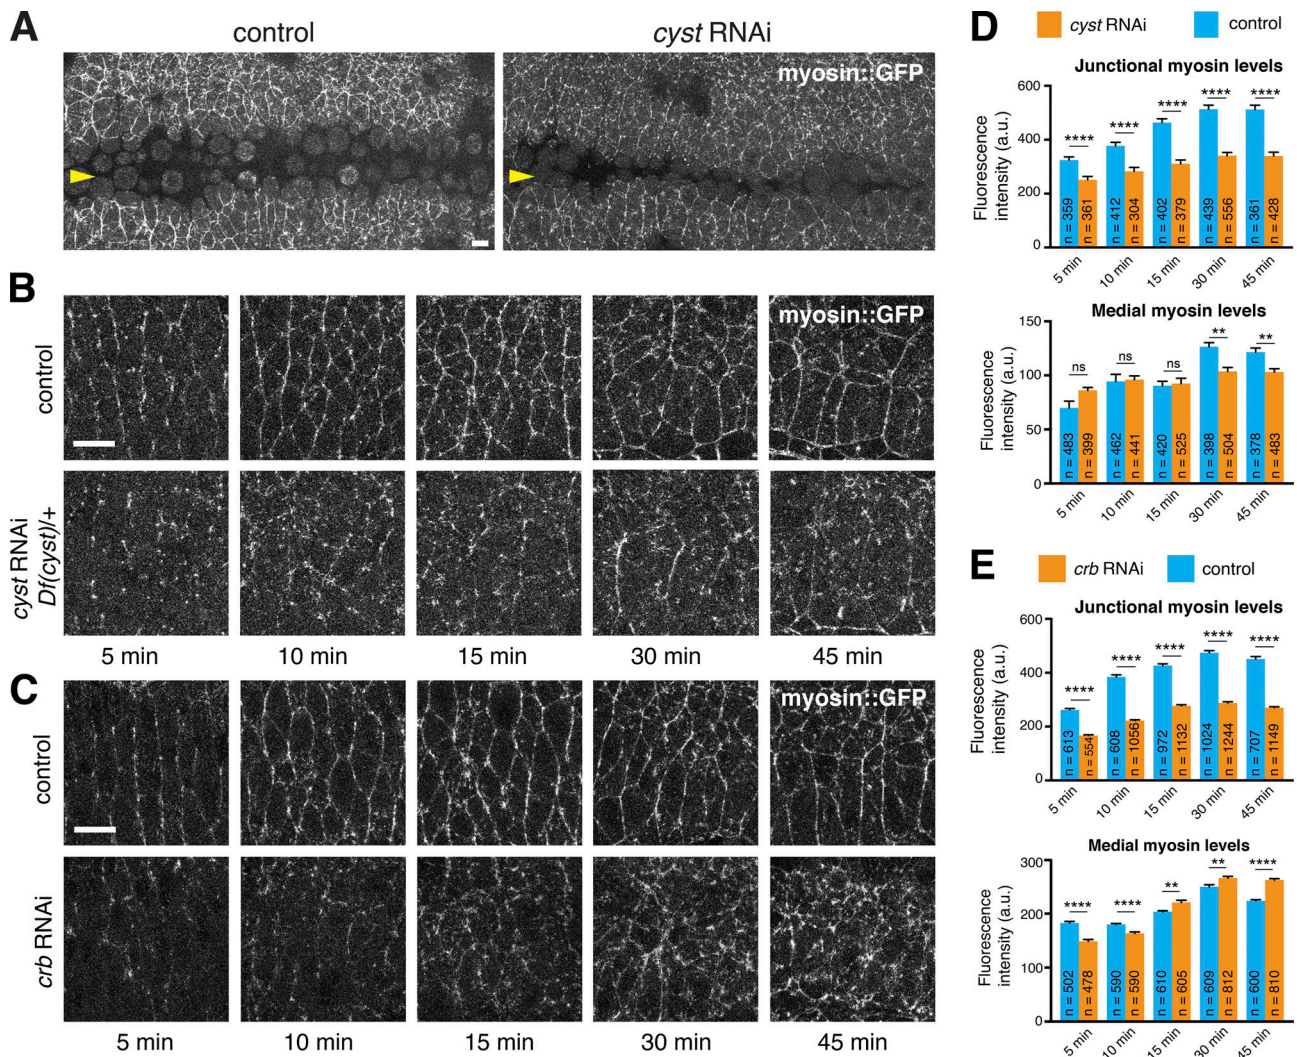 A
control
cyst RNAi
myosin::GFP
B
control
myosin::GFP
cyst RNAi
Df(cyst)/+
5 min
10 min
15 min
30 min
45 min
C
control
myosin::GFP
crb RNAi
5 min
10 min
15 min
30 min
45 min
D
cyst RNAi
control
Junctional myosin levels
Fluorescence
intensity (a.u.)
600
400
200
0
****
****
****
****
****
n = 359
n = 361
n = 412
n = 304
n = 402
n = 379
n = 439
n = 556
n = 361
n = 428
5 min
10 min
15 min
30 min
45 min
Medial myosin levels
Fluorescence
intensity (a.u.)
150
100
50
0
ns
ns
ns
**
**
n = 483
n = 399
n = 462
n = 441
n = 420
n = 525
n = 398
n = 504
n = 378
n = 483
5 min
10 min
15 min
30 min
45 min
E
crb RNAi
control
Junctional myosin levels
Fluorescence
intensity (a.u.)
600
400
200
0
****
****
****
****
****
n = 613
n = 554
n = 608
n = 1056
n = 972
n = 1132
n = 1024
n = 1244
n = 707
n = 1149
5 min
10 min
15 min
30 min
45 min
Medial myosin levels
Fluorescence
intensity (a.u.)
300
200
100
0
****
****
**
**
****
n = 502
n = 478
n = 590
n = 590
n = 610
n = 605
n = 609
n = 812
n = 600
n = 810
5 min
10 min
15 min
30 min
45 min